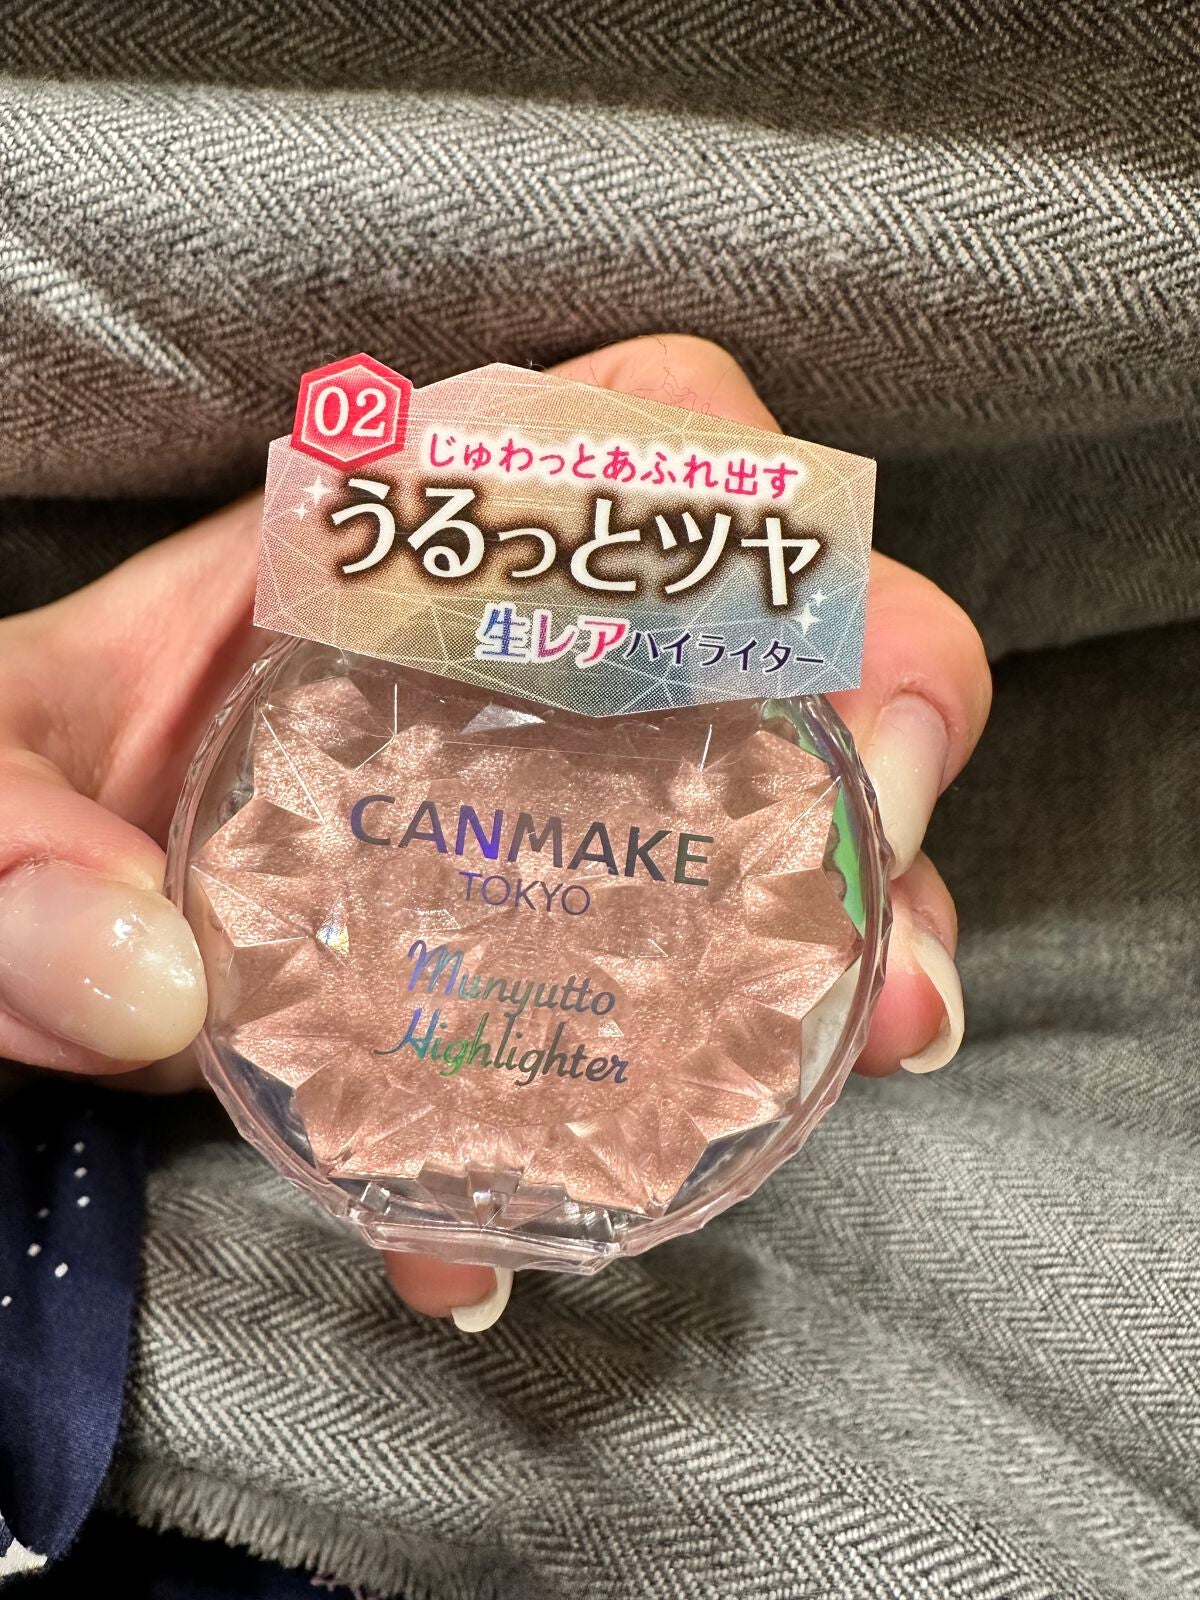 02
じゅわっとあふれ出す
うるっとツヤ
生レアハイライター
CANMAKE
TOKYO
Munyutto
Highlighter